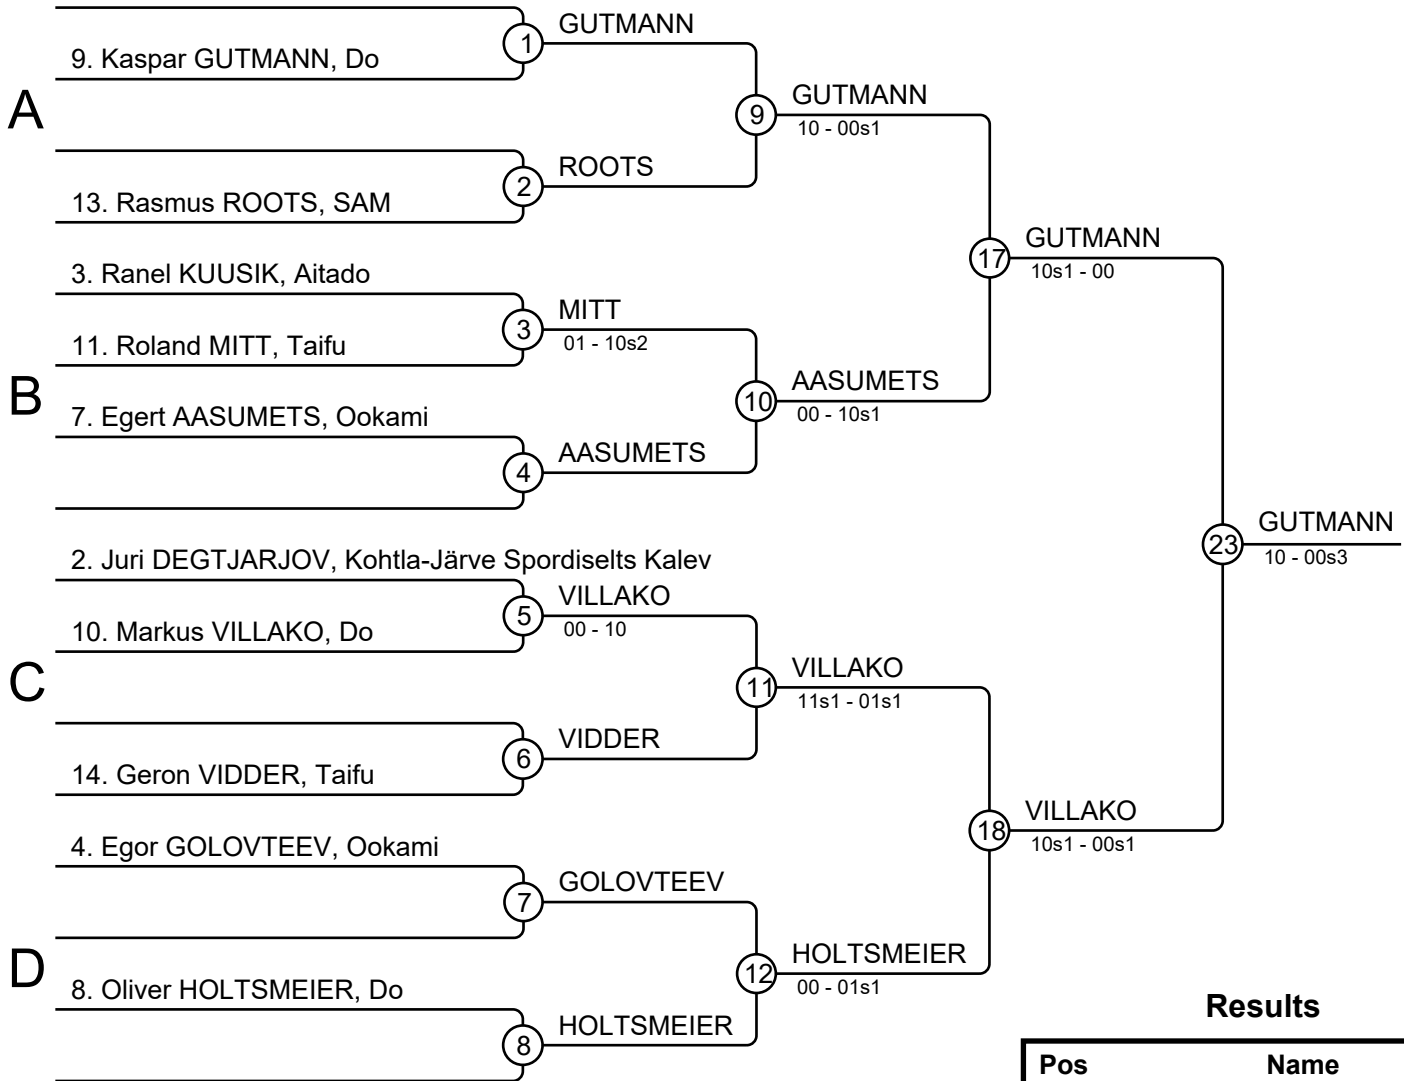 GUTMANN
1
9. Kaspar GUTMANN, Do
A
GUTMANN
9
10 - 00s1
ROOTS
2
13. Rasmus ROOTS, SAM
GUTMANN
17
10s1 - 00
3. Ranel KUUSIK, Aitado
MITT
3
01 - 10s2
11. Roland MITT, Taifu
B
AASUMETS
10
00 - 10s1
7. Egert AASUMETS, Ookami
AASUMETS
4
GUTMANN
23
10 - 00s3
2. Juri DEGTJARJOV, Kohtla-Järve Spordiselts Kalev
VILLAKO
5
00 - 10
10. Markus VILLAKO, Do
C
VILLAKO
11
11s1 - 01s1
VIDDER
6
14. Geron VIDDER, Taifu
VILLAKO
18
10s1 - 00s1
4. Egor GOLOVTEEV, Ookami
GOLOVTEEV
7
D
HOLTSMEIER
12
00 - 01s1
8. Oliver HOLTSMEIER, Do
HOLTSMEIER
8
Results
Pos Name